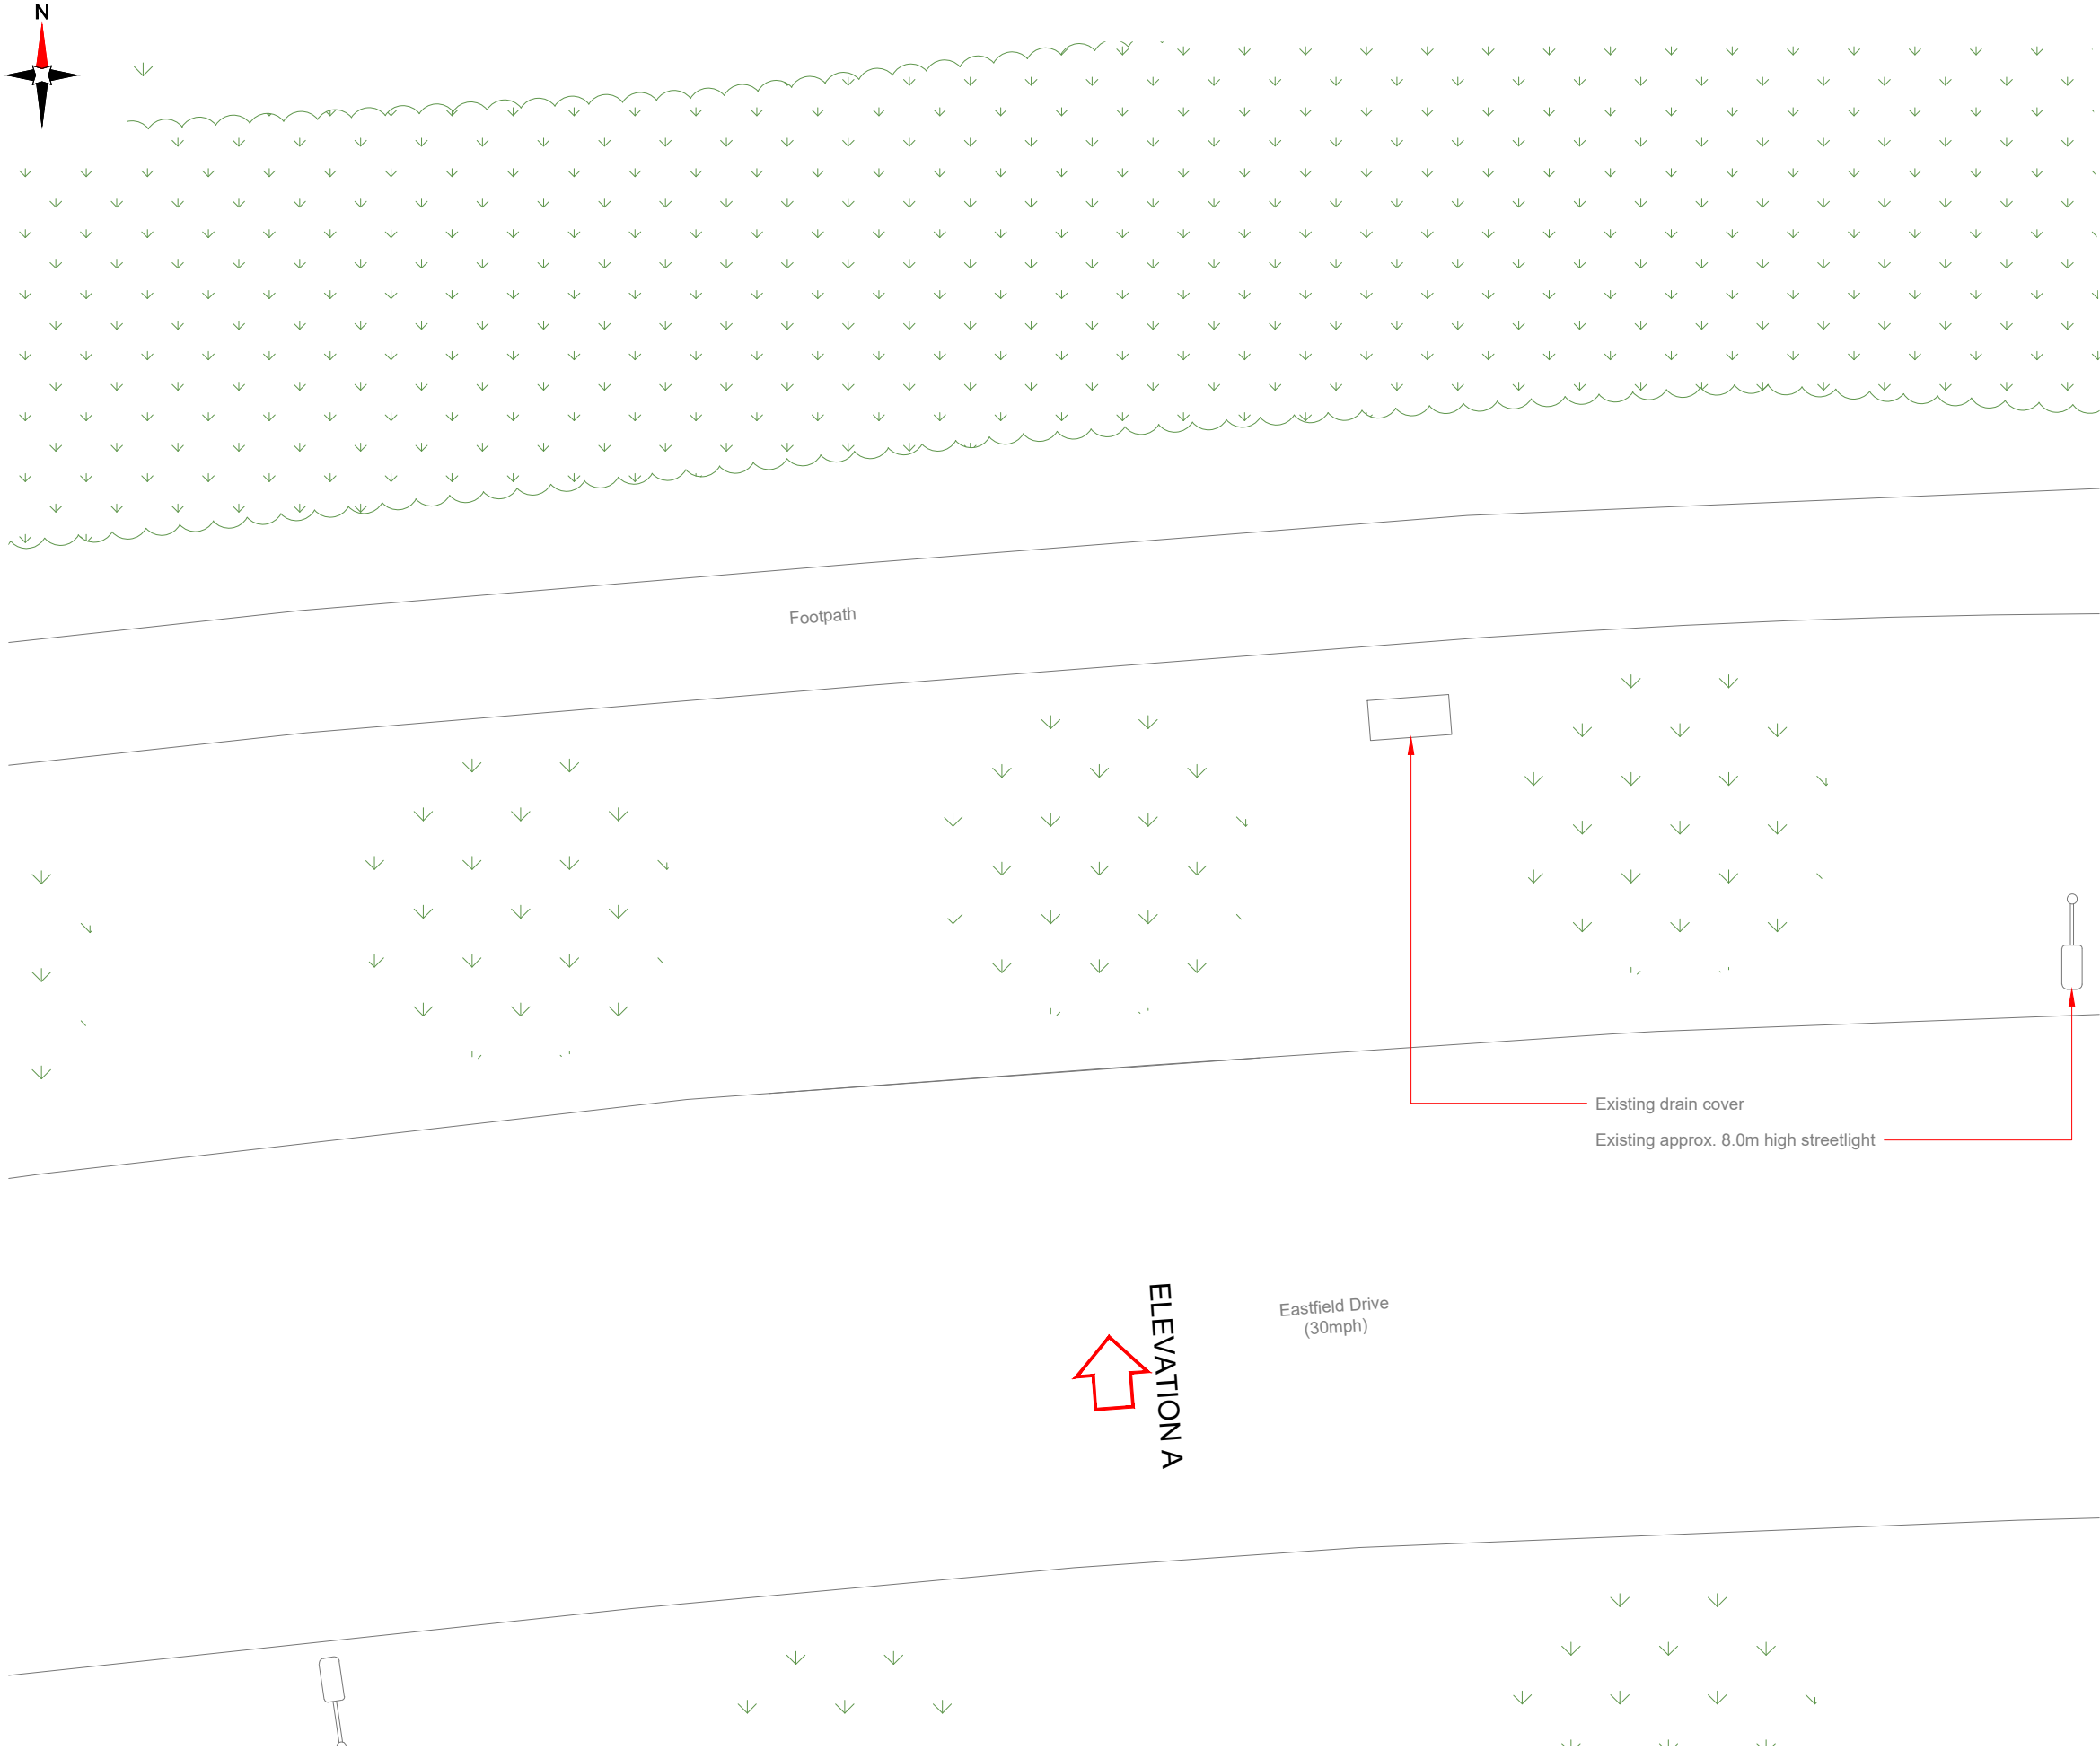 N
Footpath
Existing drain cover
Existing approx. 8.0m high streetlight
ELEVATION A
Eastfield Drive
(30mph)